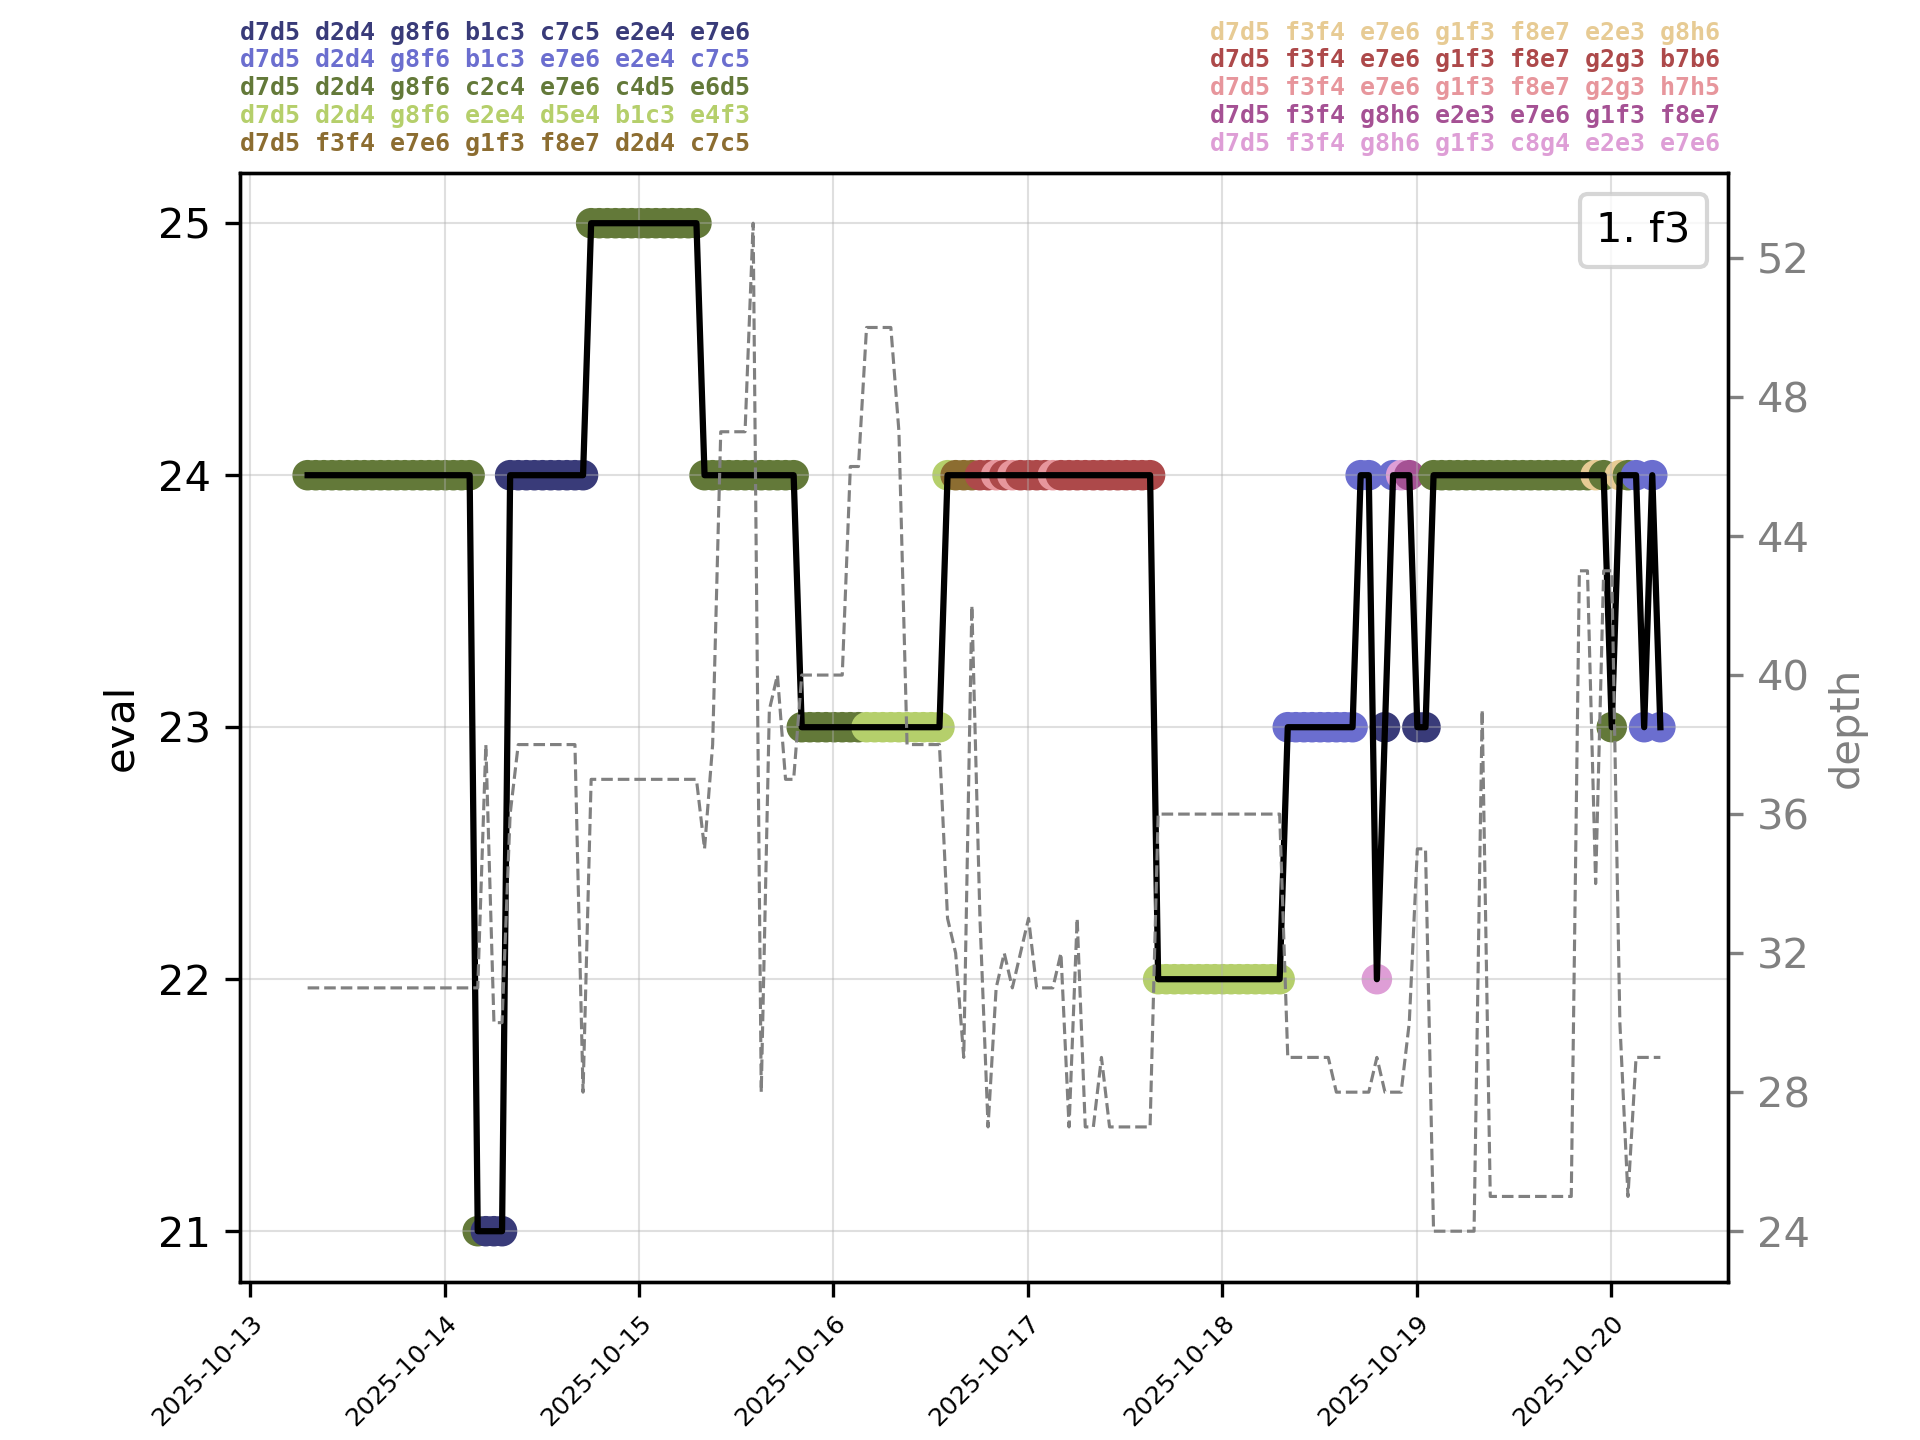 d7d5 d2d4 g8f6 b1c3 c7c5 e2e4 e7e6
d7d5 d2d4 g8f6 b1c3 e7e6 e2e4 c7c5
d7d5 d2d4 g8f6 c2c4 e7e6 c4d5 e6d5
d7d5 d2d4 g8f6 e2e4 d5e4 b1c3 e4f3
d7d5 f3f4 e7e6 g1f3 f8e7 d2d4 c7c5
d7d5 f3f4 e7e6 g1f3 f8e7 e2e3 g8h6
d7d5 f3f4 e7e6 g1f3 f8e7 g2g3 b7b6
d7d5 f3f4 e7e6 g1f3 f8e7 g2g3 h7h5
d7d5 f3f4 g8h6 e2e3 e7e6 g1f3 f8e7
d7d5 f3f4 g8h6 g1f3 c8g4 e2e3 e7e6
1. f3
25
24
23
22
21
eval
52
48
44
40
36
32
28
24
depth
2025-10-13
2025-10-14
2025-10-15
2025-10-16
2025-10-17
2025-10-18
2025-10-19
2025-10-20